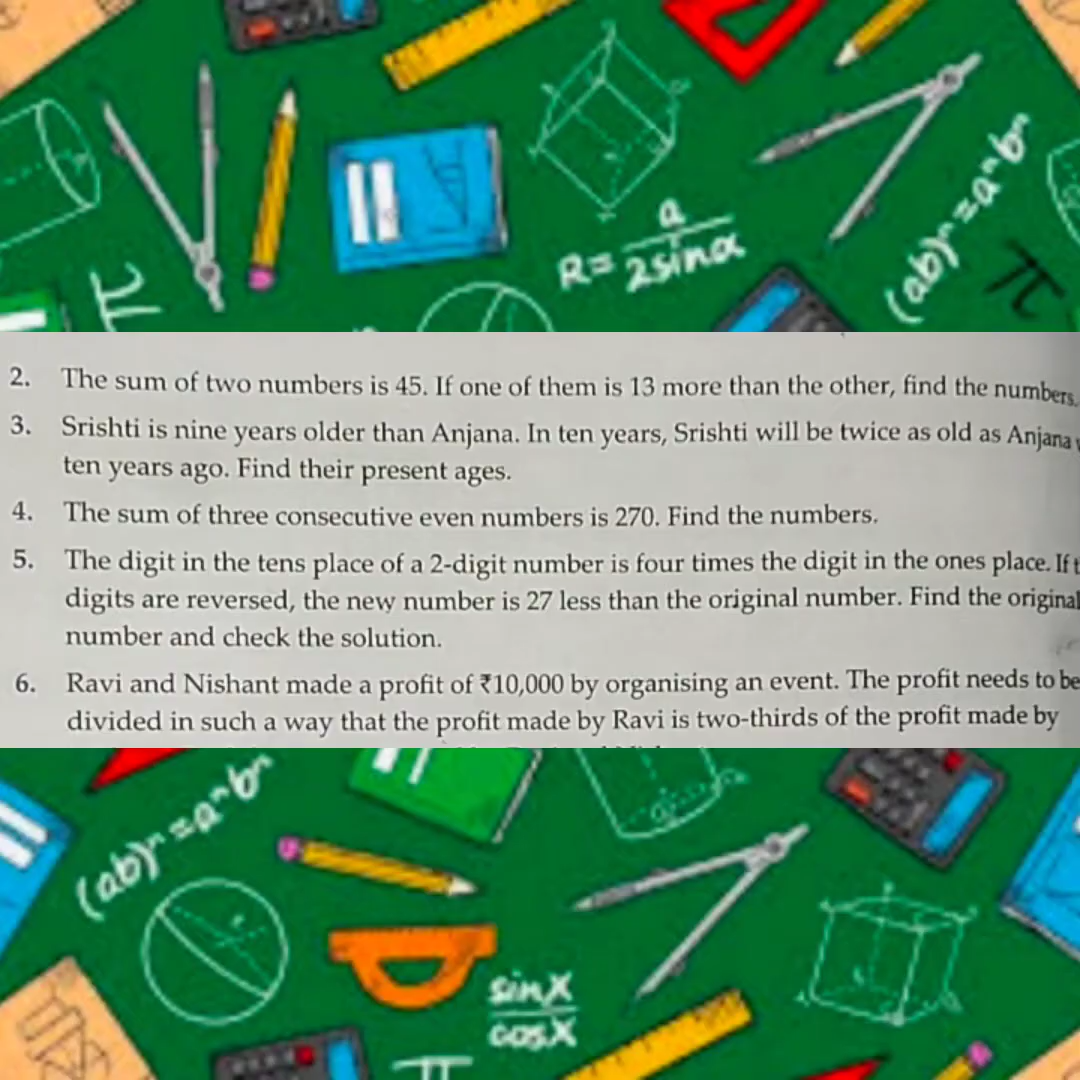 R= a
2sinα
(ab)ⁿ=aⁿbⁿ
π
π
2. The sum of two numbers is 45. If one of them is 13 more than the other, find the numbers.
3. Srishti is nine years older than Anjana. In ten years, Srishti will be twice as old as Anjana
ten years ago. Find their present ages.
4. The sum of three consecutive even numbers is 270. Find the numbers.
5. The digit in the tens place of a 2-digit number is four times the digit in the ones place. If
digits are reversed, the new number is 27 less than the original number. Find the original
number and check the solution.
6. Ravi and Nishant made a profit of ₹10,000 by organising an event. The profit needs to be
divided in such a way that the profit made by Ravi is two-thirds of the profit made by
(ab)ⁿ=aⁿbⁿ
sinX
cosX